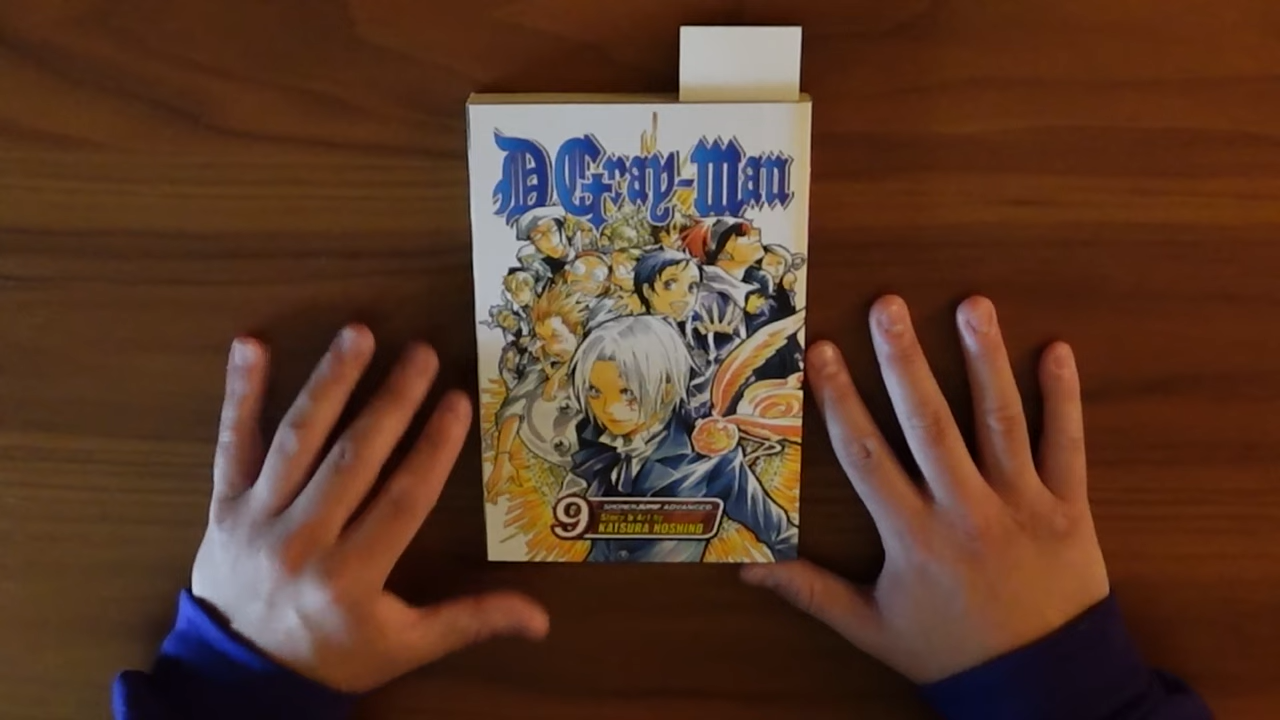 D.Gray-Man
9
SHONEN JUMP ADVANCED
Story & Art by
KATSURA HOSHINO